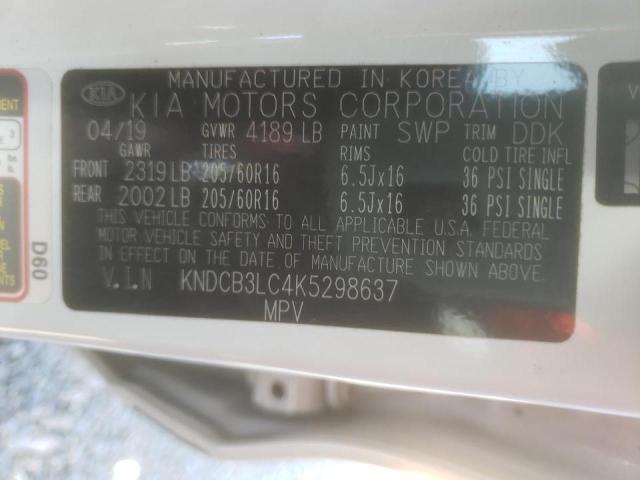 MANUFACTURED IN KOREA BY
KIA KIA MOTORS CORPORATION
04/19 GVWR 4189 LB PAINT SWP TRIM DDK
GAWR TIRES RIMS COLD TIRE INFL
FRONT 2319 LB 205/60R16 6.5Jx16 36 PSI SINGLE
REAR 2002 LB 205/60R16 6.5Jx16 36 PSI SINGLE
THIS VEHICLE CONFORMS TO ALL APPLICABLE U.S.A. FEDERAL
MOTOR VEHICLE SAFETY AND THEFT PREVENTION STANDARDS
IN EFFECT ON THE DATE OF MANUFACTURE SHOWN ABOVE.
V.I.N KNDCB3LC4K5298637
MPV
D60